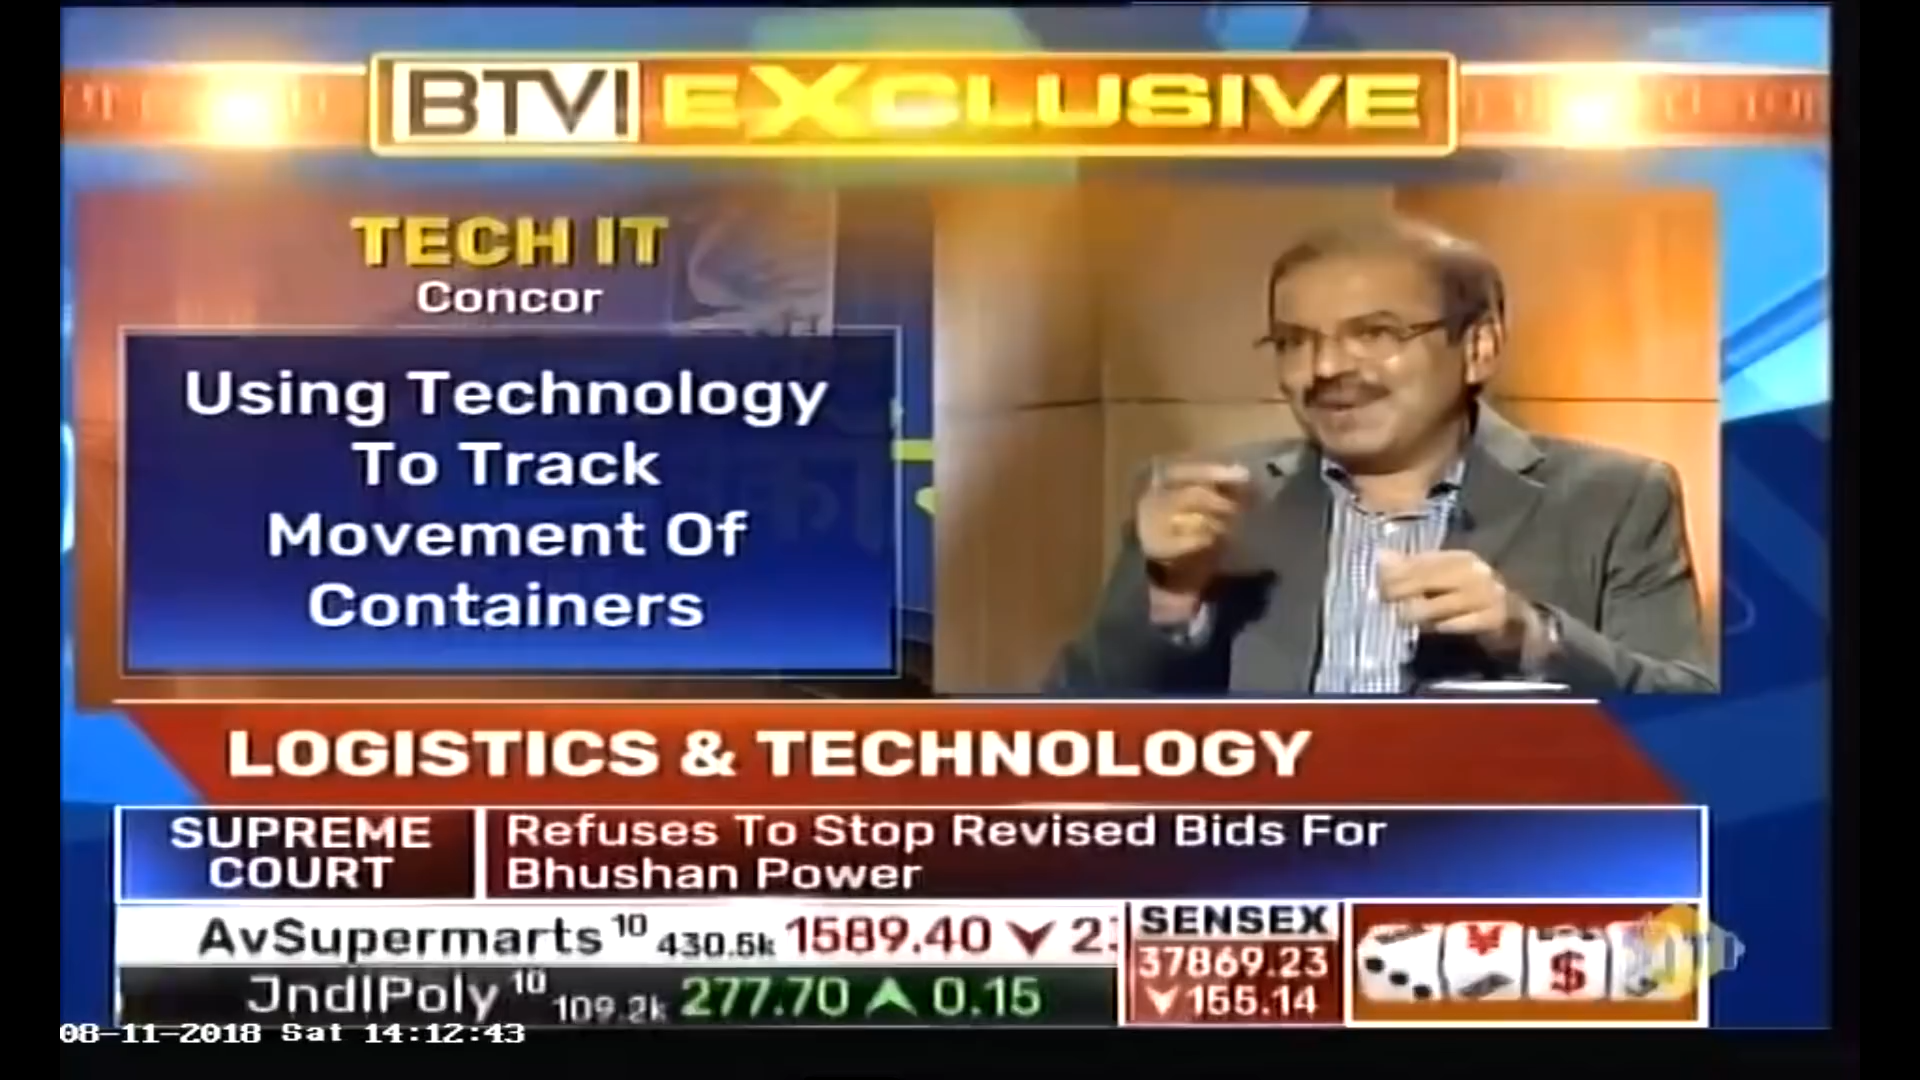 BTVI EXCLUSIVE
TECH IT
Concor
Using Technology
To Track
Movement Of
Containers
LOGISTICS & TECHNOLOGY
SUPREME
COURT
Refuses To Stop Revised Bids For
Bhushan Power
AvSupermarts 10 430.5k 1589.40
JndlPoly 10 109.2k 277.70 0.15
SENSEX
37869.23
155.14
08-11-2018 Sat 14:12:43